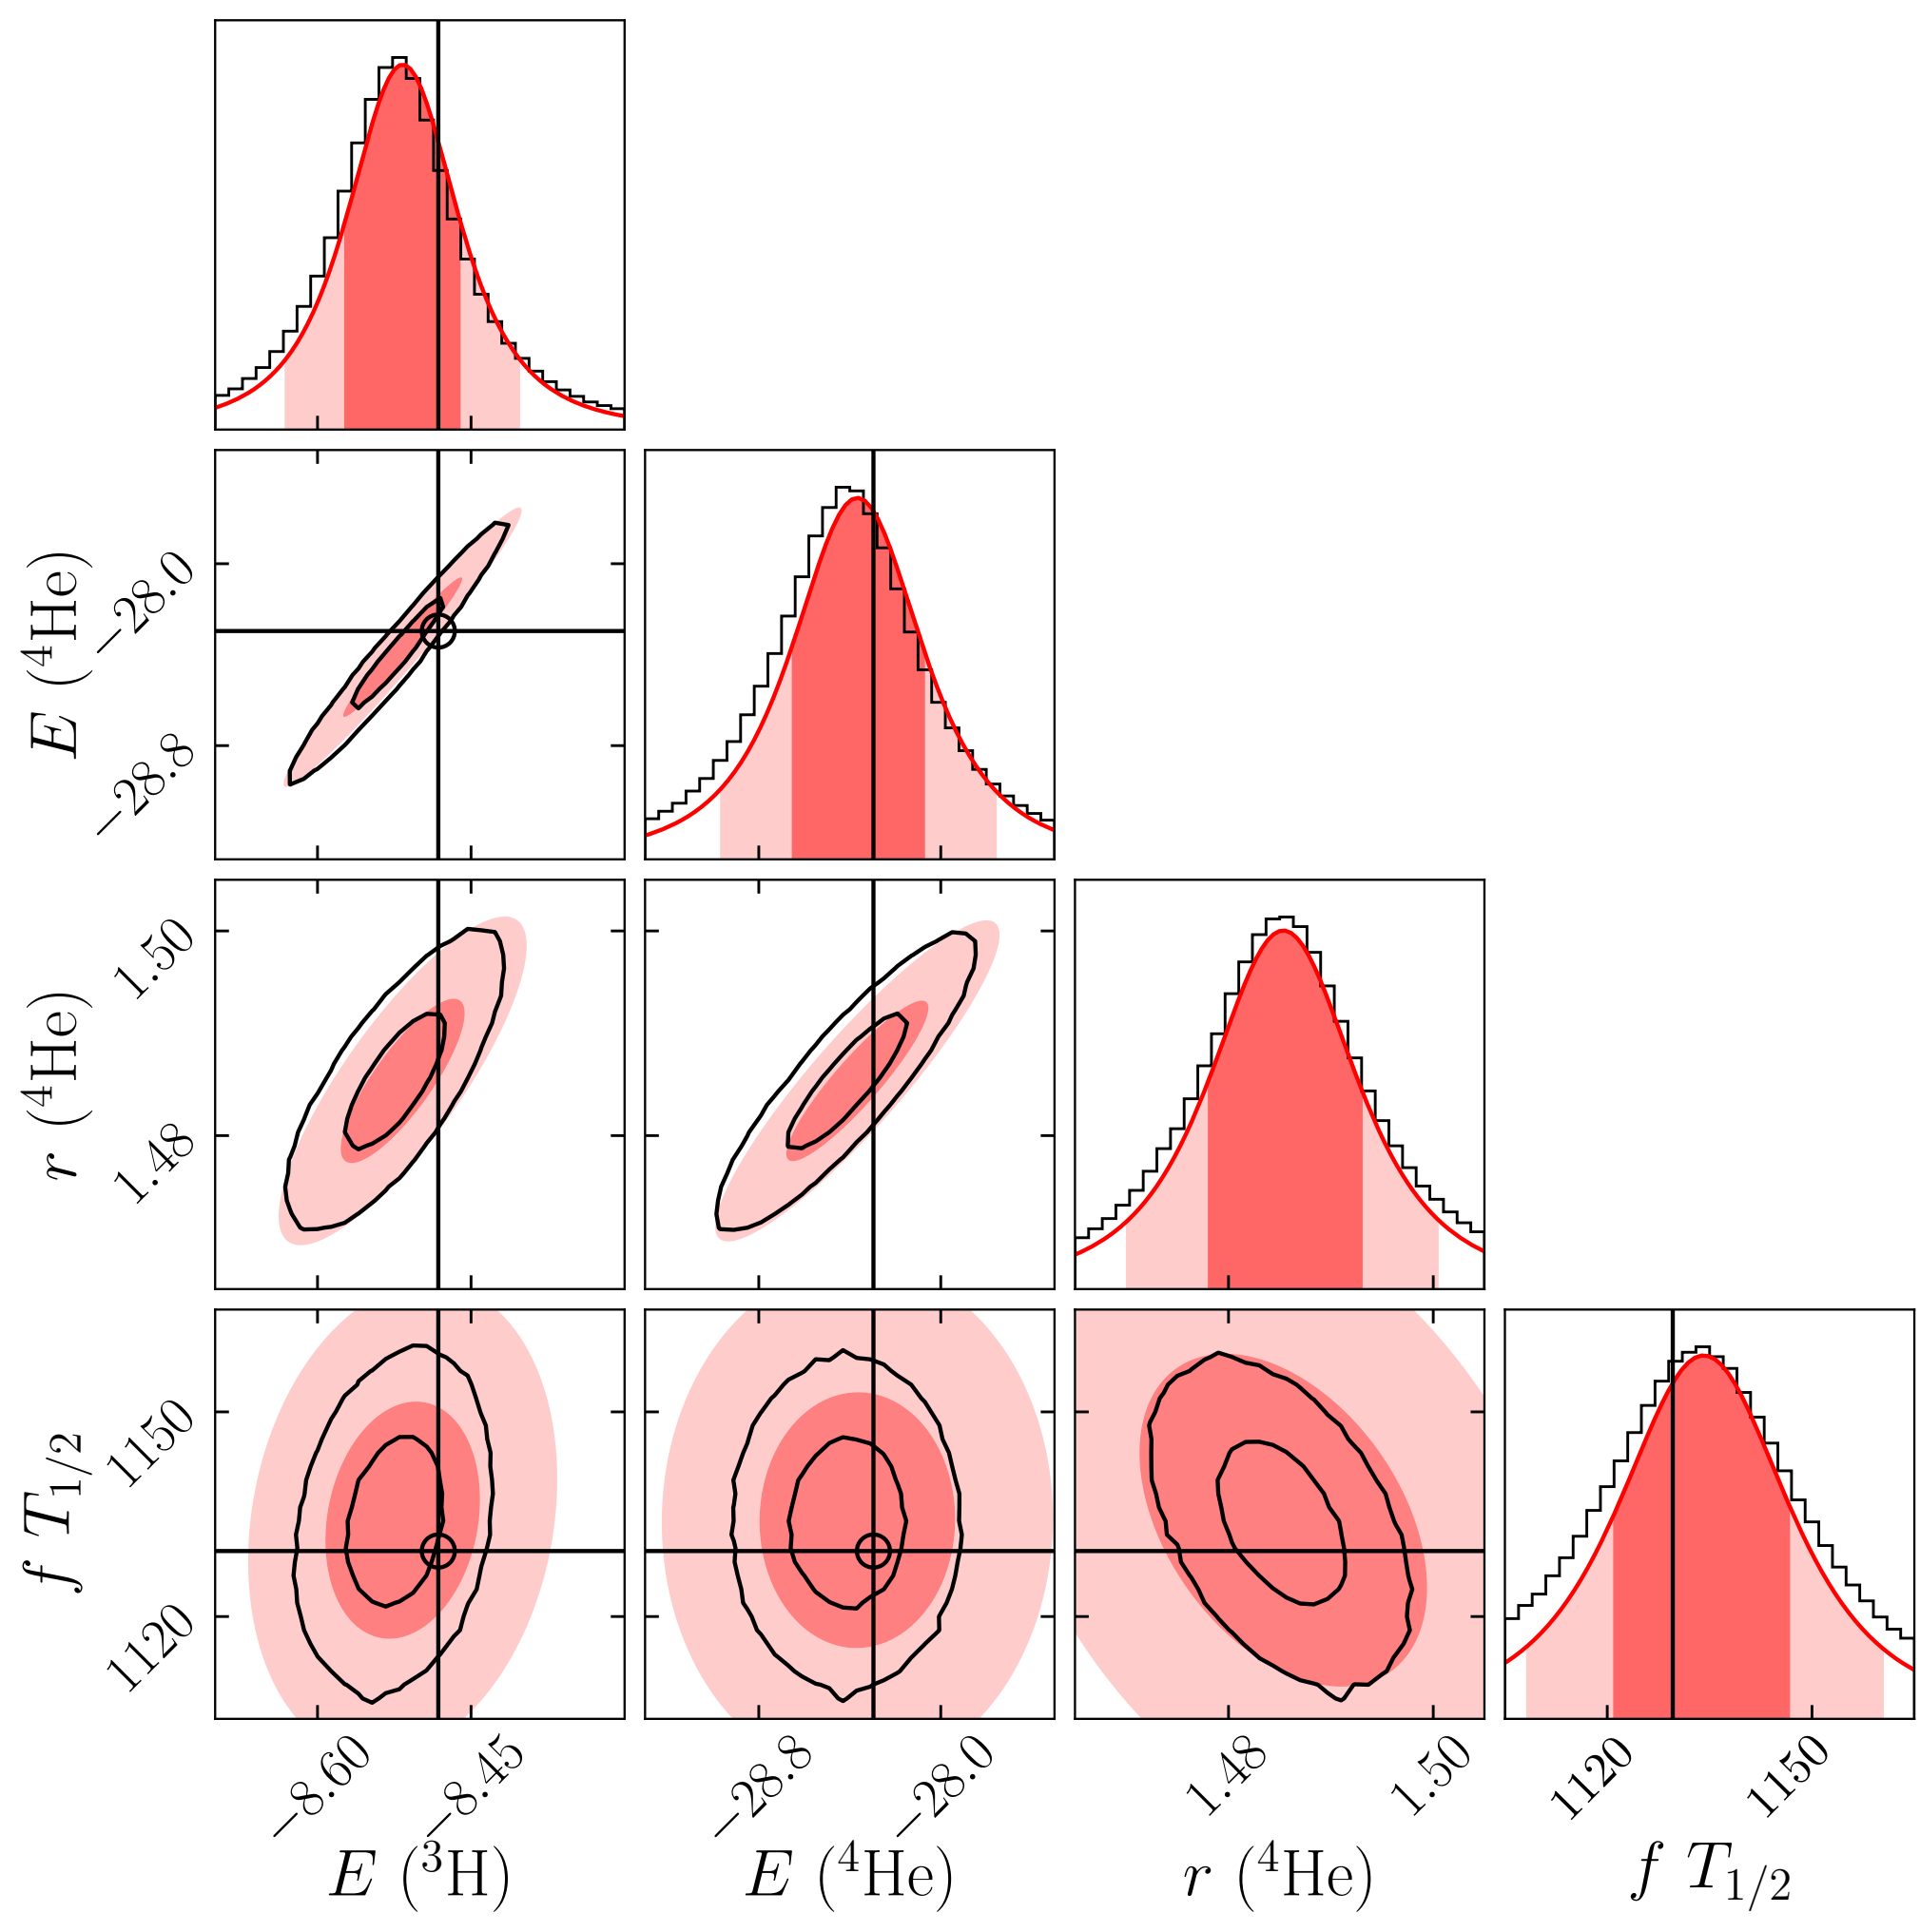 E (⁴He)
−28.0
−28.8
r (⁴He)
1.50
1.48
f T₁/₂
1150
1120
−8.60 −8.45 −28.8 −28.0 1.48 1.50 1120 1150
E (³H) E (⁴He) r (⁴He) f T₁/₂